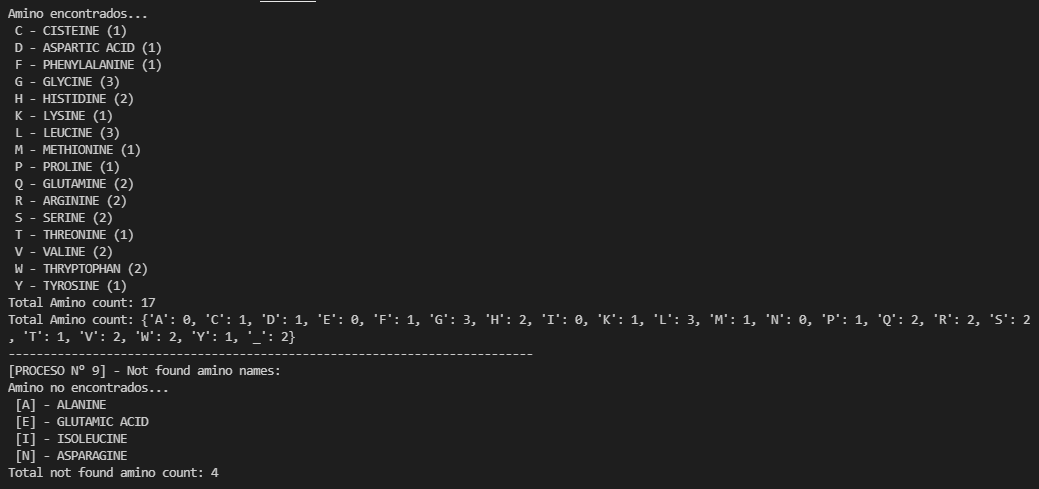 Amino encontrados...
C - CISTEINE (1)
D - ASPARTIC ACID (1)
F - PHENYLALANINE (1)
G - GLYCINE (3)
H - HISTIDINE (2)
K - LYSINE (1)
L - LEUCINE (3)
M - METHIONINE (1)
P - PROLINE (1)
Q - GLUTAMINE (2)
R - ARGININE (2)
S - SERINE (2)
T - THREONINE (1)
V - VALINE (2)
W - THRYPTOPHAN (2)
Y - TYROSINE (1)
Total Amino count: 17
Total Amino count: {'A': 0, 'C': 1, 'D': 1, 'E': 0, 'F': 1, 'G': 3, 'H': 2, 'I': 0, 'K': 1, 'L': 3, 'M': 1, 'N': 0, 'P': 1, 'Q': 2, 'R': 2, 'S': 2
, 'T': 1, 'V': 2, 'W': 2, 'Y': 1, '_': 2}
---------------------------------------------------------------------------
[PROCESO Nº 9] - Not found amino names:
Amino no encontrados...
[A] - ALANINE
[E] - GLUTAMIC ACID
[I] - ISOLEUCINE
[N] - ASPARAGINE
Total not found amino count: 4